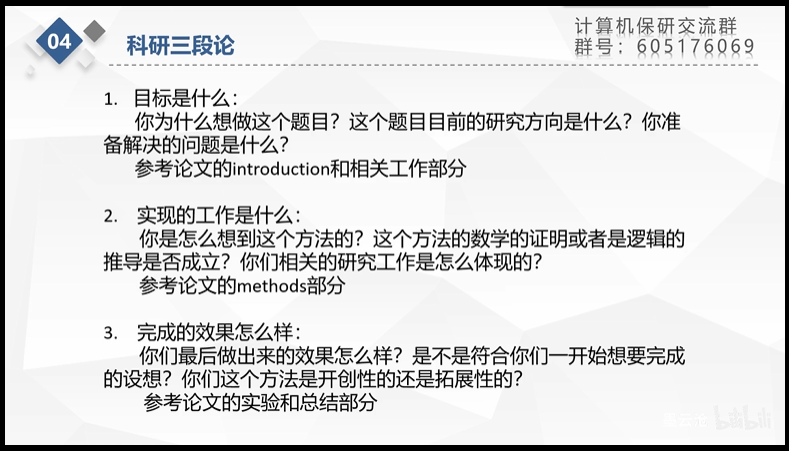 04
科研三段论
计算机保研交流群
群号：605176069
1. 目标是什么：
你为什么想做这个题目？这个题目目前的研究方向是什么？你准
备解决的问题是什么？
参考论文的introduction和相关工作部分
2. 实现的工作是什么：
你是怎么想到这个方法的？这个方法的数学的证明或者是逻辑的
推导是否成立？你们相关的研究工作是怎么体现的？
参考论文的methods部分
3. 完成的效果怎么样：
你们最后做出来的效果怎么样？是不是符合你们一开始想要完成
的设想？你们这个方法是开创性的还是拓展性的？
参考论文的实验和总结部分
bilibili